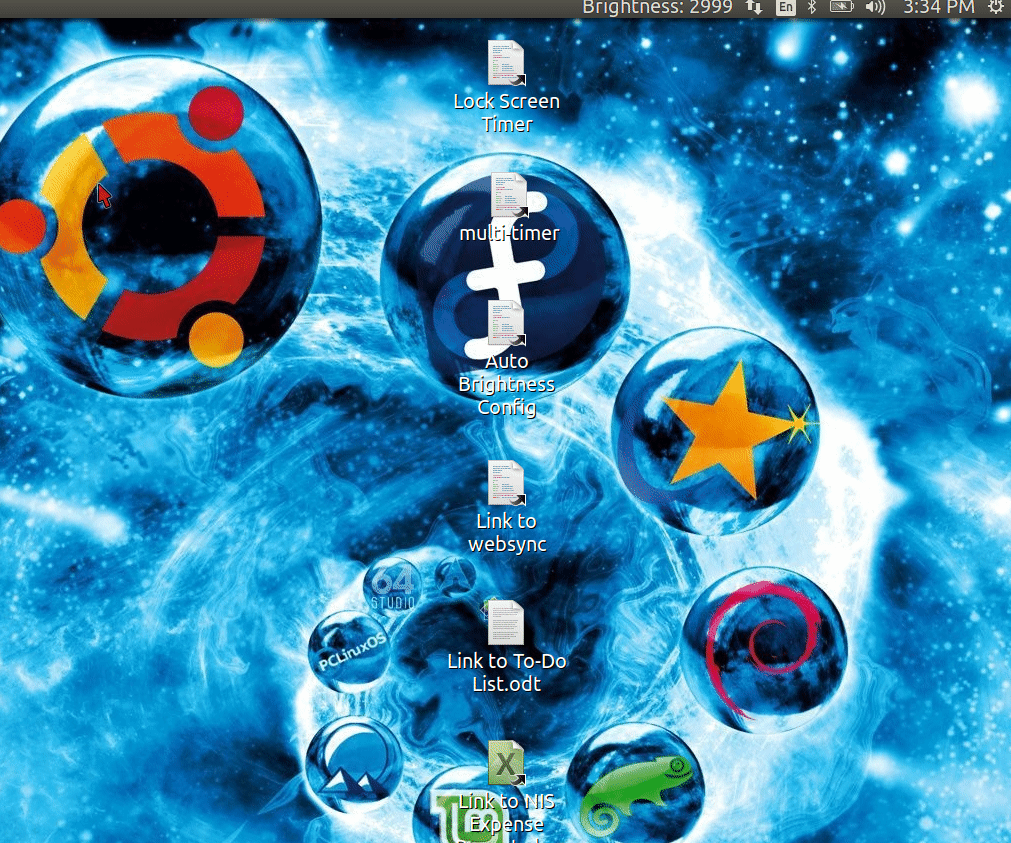 Brightness: 2999
En
3:34 PM
Lock Screen
Timer
multi-timer
Auto
Brightness
Config
Link to
websync
64
STUDIO
PCLinuxOS
Link to To-Do
List.odt
X
Link to NIS
Expense